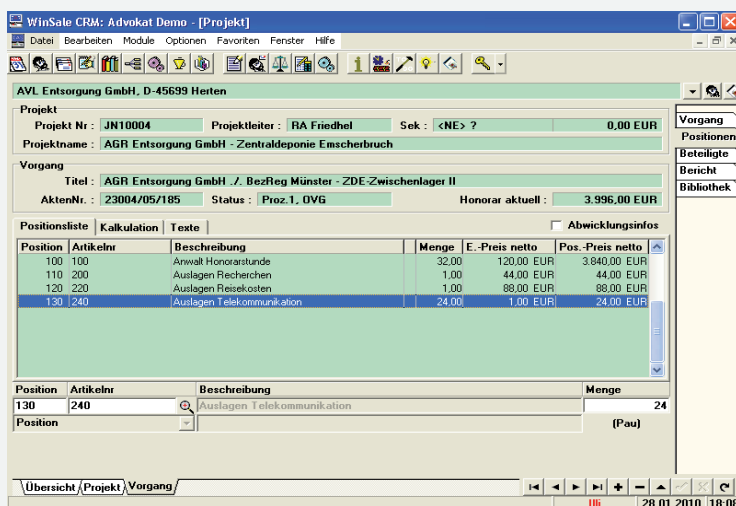 WinSale CRM: Advokat Demo - [Projekt]
Datei Bearbeiten Module Optionen Favoriten Fenster Hilfe
AVL Entsorgung GmbH, D-45699 Herten
Projekt
Projekt Nr : JN10004 Projektleiter : RA Friedhel Sek : <NE> ? 0,00 EUR
Projektname : AGR Entsorgung GmbH - Zentraldeponie Emscherbruch
Vorgang
Titel : AGR Entsorgung GmbH ./. BezReg Münster - ZDE-Zwischenlager II
AktenNr. : 23004/05/185 Status : Proz.1, OVG Honorar aktuell : 3.996,00 EUR
Vorgang
Positionen
Beteiligte
Bericht
Bibliothek
Positionsliste Kalkulation Texte Abwicklungsinfos
Position Artikelnr Beschreibung Menge E.-Preis netto Pos.-Preis netto
100 100 Anwalt Honorarstunde 32,00 120,00 EUR 3.840,00 EUR
110 200 Auslagen Recherchen 1,00 44,00 EUR 44,00 EUR
120 220 Auslagen Reisekosten 1,00 88,00 EUR 88,00 EUR
130 240 Auslagen Telekommunikation 24,00 1,00 EUR 24,00 EUR
Position Artikelnr Beschreibung Menge
130 240 Auslagen Telekommunikation 24
Position (Pau)
Übersicht Projekt Vorgang
Uli 28.01.2010 18:08